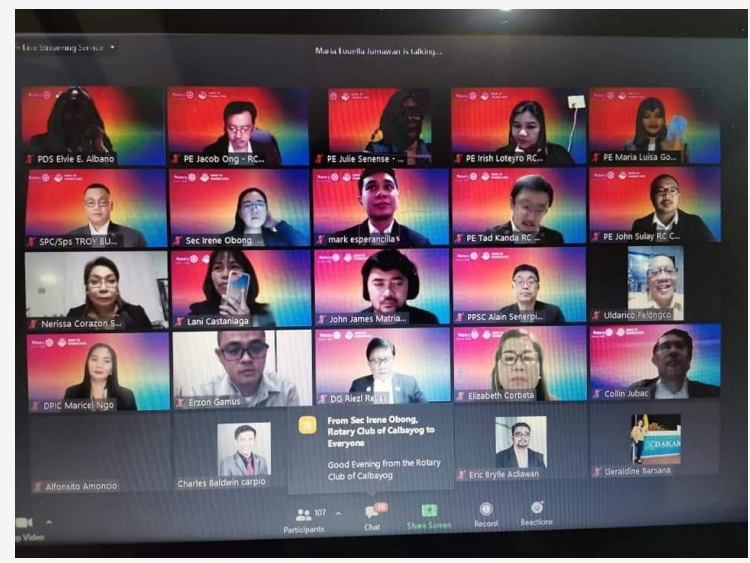 Live Streaming Service
Maria Louella Jumawan is talking...
PDS Elvie E. Albano
PE Jacob Ong - RC...
PE Julie Senense - ...
PE Irish Loteyro RC...
PE Maria Luisa Go...
SPC/Sps TROY BU...
Sec Irene Obong
mark esperancilla
PE Tad Kanda RC ...
PE John Sulay RC C...
Nerissa Corazon S...
Lani Castaniaga
John James Matria...
PPSC Alain Senerpi...
Uldarico
DPIC Maricel Ngo
Erzon Gamus
DG Riezl
Elizabeth Corbeta
Collin Jubac
From Sec Irene Obong,
Rotary Club of Calbayog to
Everyone
Good Evening from the Rotary
Club of Calbayog
Alfonsito Amoncio
Charles Baldwin carpio
Eric Brylle Adlawan
DAKAK
Geraldine Barsana
Video
Participants
107
Chat
Share Screen
Record
Reactions